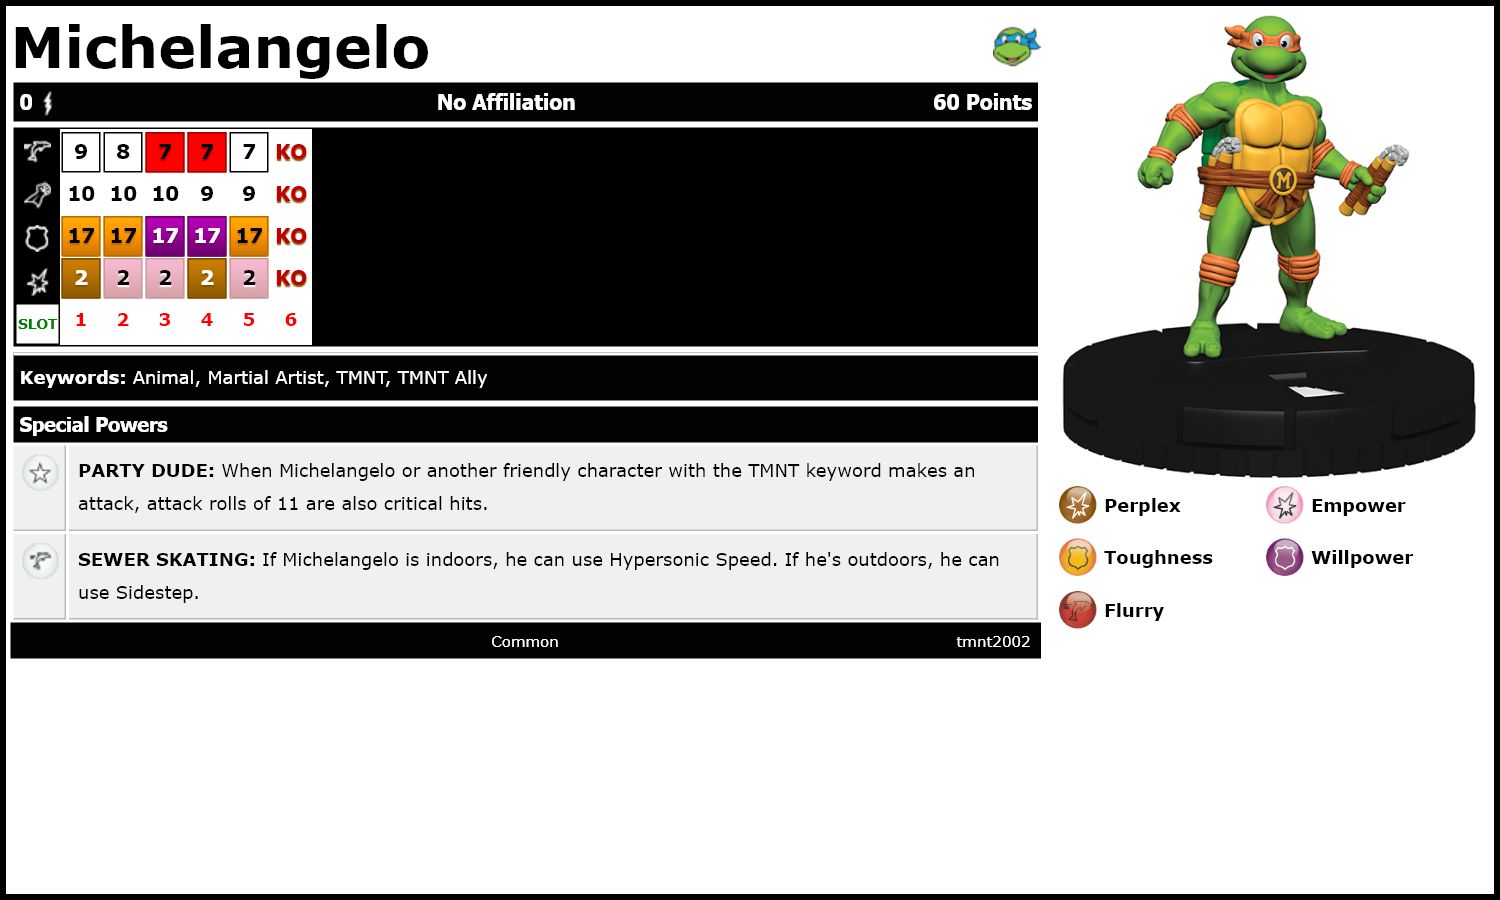 Michelangelo
0 No Affiliation 60 Points
9 8 7 7 7 KO
10 10 10 9 9 KO
17 17 17 17 17 KO
2 2 2 2 2 KO
SLOT 1 2 3 4 5 6
Keywords: Animal, Martial Artist, TMNT, TMNT Ally
Special Powers
PARTY DUDE: When Michelangelo or another friendly character with the TMNT keyword makes an
attack, attack rolls of 11 are also critical hits.
SEWER SKATING: If Michelangelo is indoors, he can use Hypersonic Speed. If he's outdoors, he can
use Sidestep.
Common tmnt2002
M
Perplex Empower
Toughness Willpower
Flurry